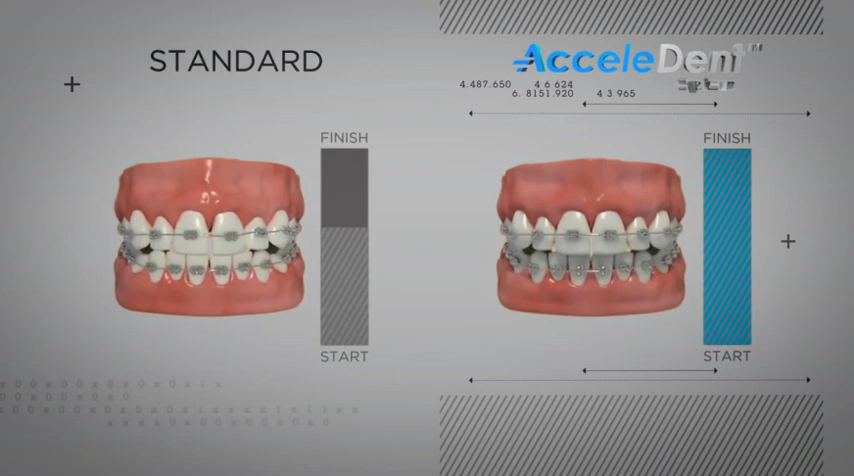 STANDARD
AcceleDent
4.487.650 4 6 624
6. 8151.920 4 3 965
FINISH
FINISH
START
START